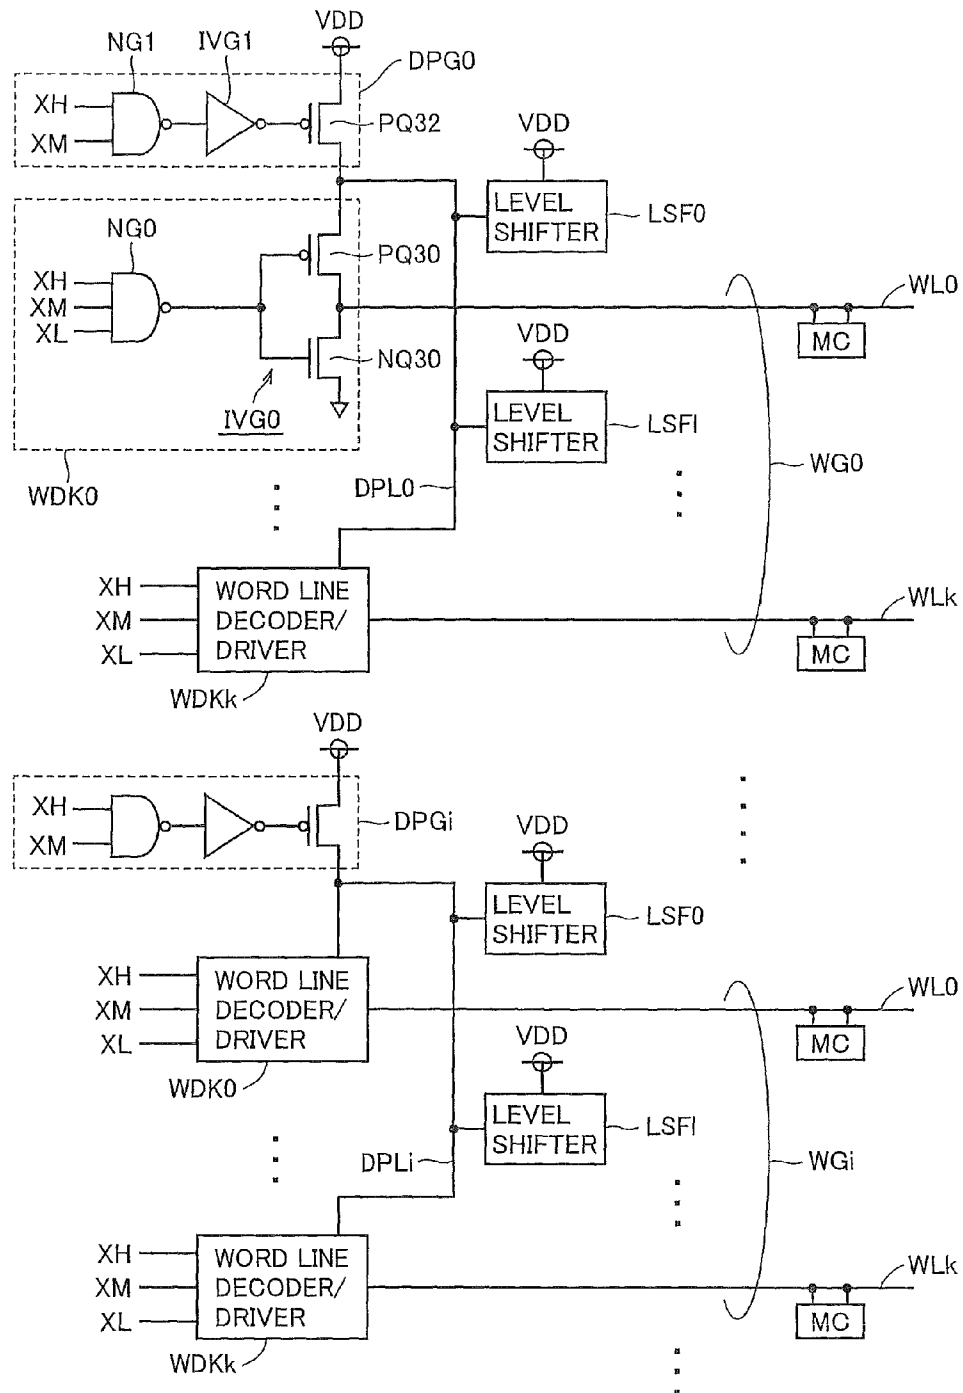 VDD
NG1 IVG1
DPG0
XH
XM
PQ32
VDD
LEVEL
SHIFTER
LSF0
NG0
PQ30
XH
XM
XL
WL0
MC
NQ30
VDD
IVG0
LEVEL
SHIFTER
LSFl
WG0
WDK0
DPL0
XH
XM
XL
WORD LINE
DECODER/
DRIVER
WLk
MC
WDKk
VDD
XH
XM
DPGi
VDD
LEVEL
SHIFTER
LSF0
XH
XM
XL
WORD LINE
DECODER/
DRIVER
WL0
MC
WDK0
VDD
LEVEL
SHIFTER
LSFl
DPLi
WGi
XH
XM
XL
WORD LINE
DECODER/
DRIVER
WLk
MC
WDKk